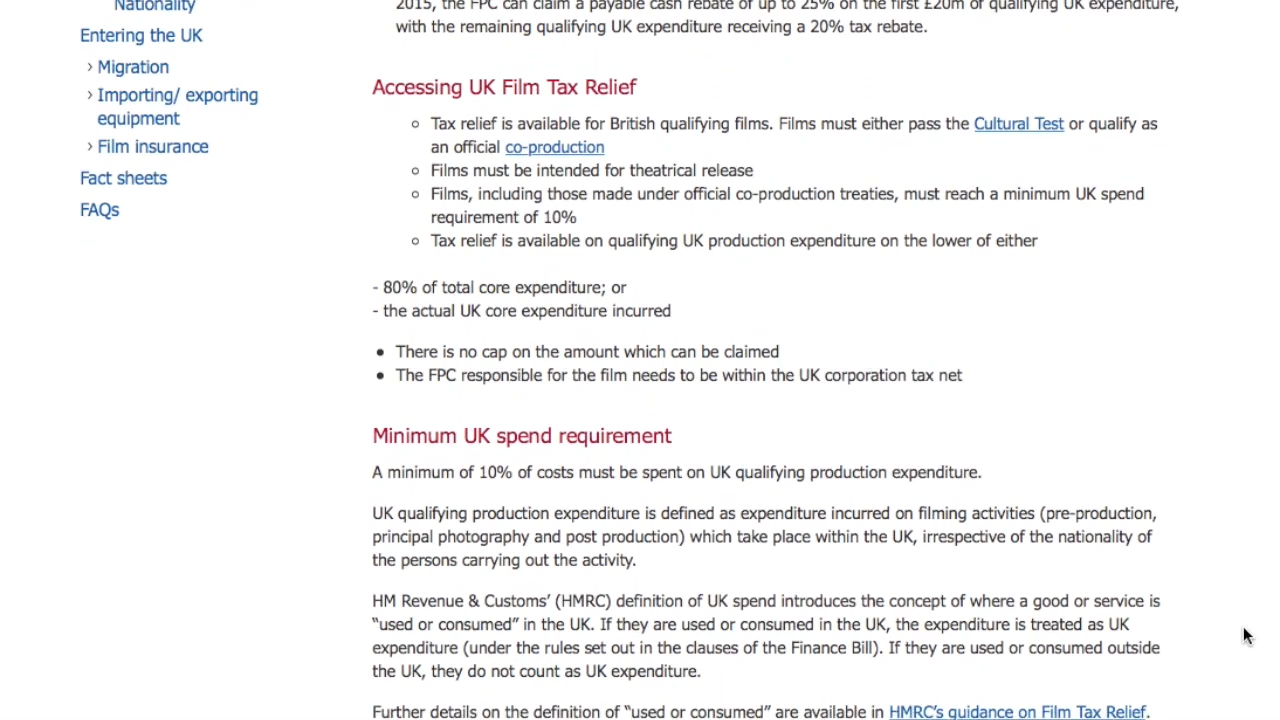 Nationality
Entering the UK
› Migration
› Importing/ exporting
equipment
› Film insurance
Fact sheets
FAQs
2015, the FPC can claim a payable cash rebate of up to 25% on the first £20m of qualifying UK expenditure,
with the remaining qualifying UK expenditure receiving a 20% tax rebate.
Accessing UK Film Tax Relief
Tax relief is available for British qualifying films. Films must either pass the Cultural Test or qualify as
an official co-production
Films must be intended for theatrical release
Films, including those made under official co-production treaties, must reach a minimum UK spend
requirement of 10%
Tax relief is available on qualifying UK production expenditure on the lower of either
- 80% of total core expenditure; or
- the actual UK core expenditure incurred
There is no cap on the amount which can be claimed
The FPC responsible for the film needs to be within the UK corporation tax net
Minimum UK spend requirement
A minimum of 10% of costs must be spent on UK qualifying production expenditure.
UK qualifying production expenditure is defined as expenditure incurred on filming activities (pre-production,
principal photography and post production) which take place within the UK, irrespective of the nationality of
the persons carrying out the activity.
HM Revenue & Customs’ (HMRC) definition of UK spend introduces the concept of where a good or service is
“used or consumed” in the UK. If they are used or consumed in the UK, the expenditure is treated as UK
expenditure (under the rules set out in the clauses of the Finance Bill). If they are used or consumed outside
the UK, they do not count as UK expenditure.
Further details on the definition of “used or consumed” are available in HMRC’s guidance on Film Tax Relief.